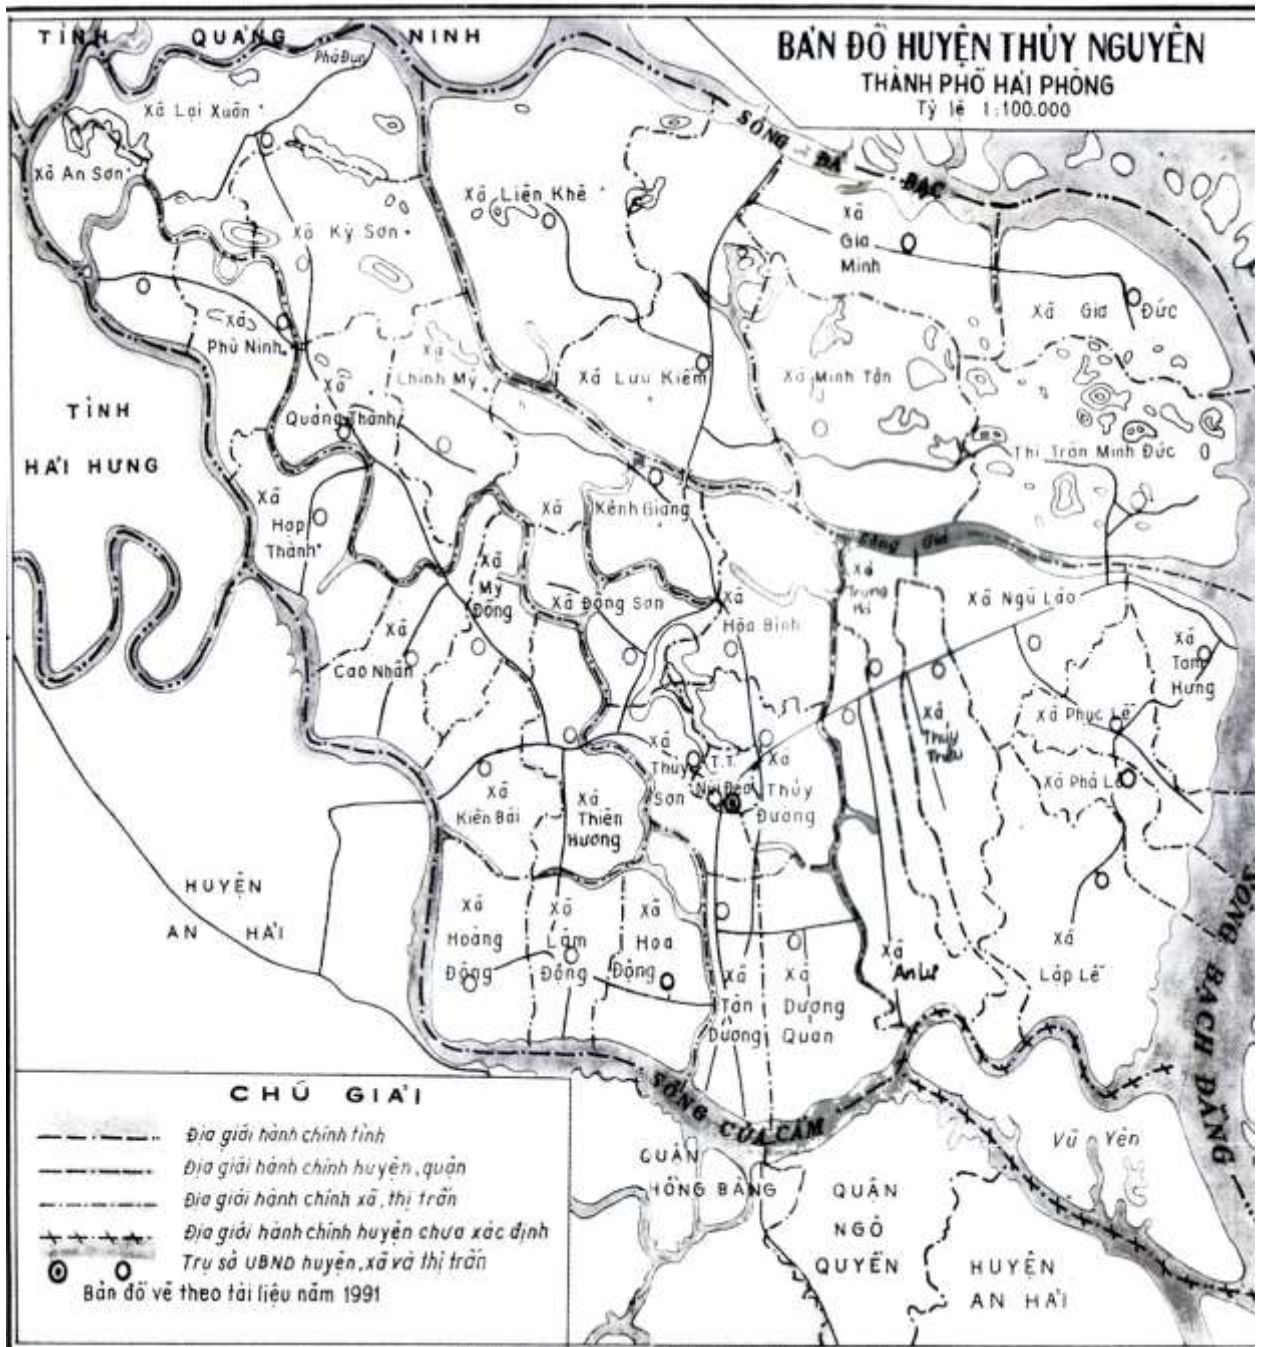 TỈNH QUẢNG NINH
BẢN ĐỒ HUYỆN THỦY NGUYÊN
THÀNH PHỐ HẢI PHÒNG
Tỷ lệ 1:100.000
Phà Đụn
Xã Lại Xuân
SÔNG ĐÁ BẠC
Xã An Sơn
Xã Liên Khê
Xã Kỳ Sơn
Xã
Gia
Minh
Xã Gia Đức
Xã
Phù Ninh
Xã
Chính Mỹ
Xã Lưu Kiếm
Xã Minh Tân
TỈNH
HẢI HƯNG
Xã
Quảng Thanh
Thị Trấn Minh Đức
Xã
Hợp
Thành
Xã
Kênh Giang
Sông Giá
Xã
Mỹ
Đồng
Xã Đông Sơn
Xã
Hòa Bình
Xã
Trung
Hà
Xã Ngũ Lão
Xã
Cao Nhân
Xã
Tam
Hưng
Xã Phục Lễ
Xã
Thủy
Triều
Xã
Thủy
Sơn
T.T.
Núi Đèo
Xã
Thủy
Đường
Xã Phả Lễ
Xã
Kiền Bái
Xã
Thiên
Hương
HUYỆN
AN HẢI
Xã
Hoàng
Động
Xã
Lâm
Động
Xã
Hoa
Động
Xã
Tân
Dương
Xã
Dương
Quan
Xã
An Lư
Xã
Lập Lễ
SÔNG BẠCH ĐẰNG
SÔNG CỬA CẤM
Vũ Yên
QUẬN
HỒNG BÀNG
QUẬN
NGÔ
QUYỀN
HUYỆN
AN HẢI
CHÚ GIẢI
Địa giới hành chính tỉnh
Địa giới hành chính huyện, quận
Địa giới hành chính xã, thị trấn
Địa giới hành chính huyện chưa xác định
Trụ sở UBND huyện, xã và thị trấn
Bản đồ vẽ theo tài liệu năm 1991